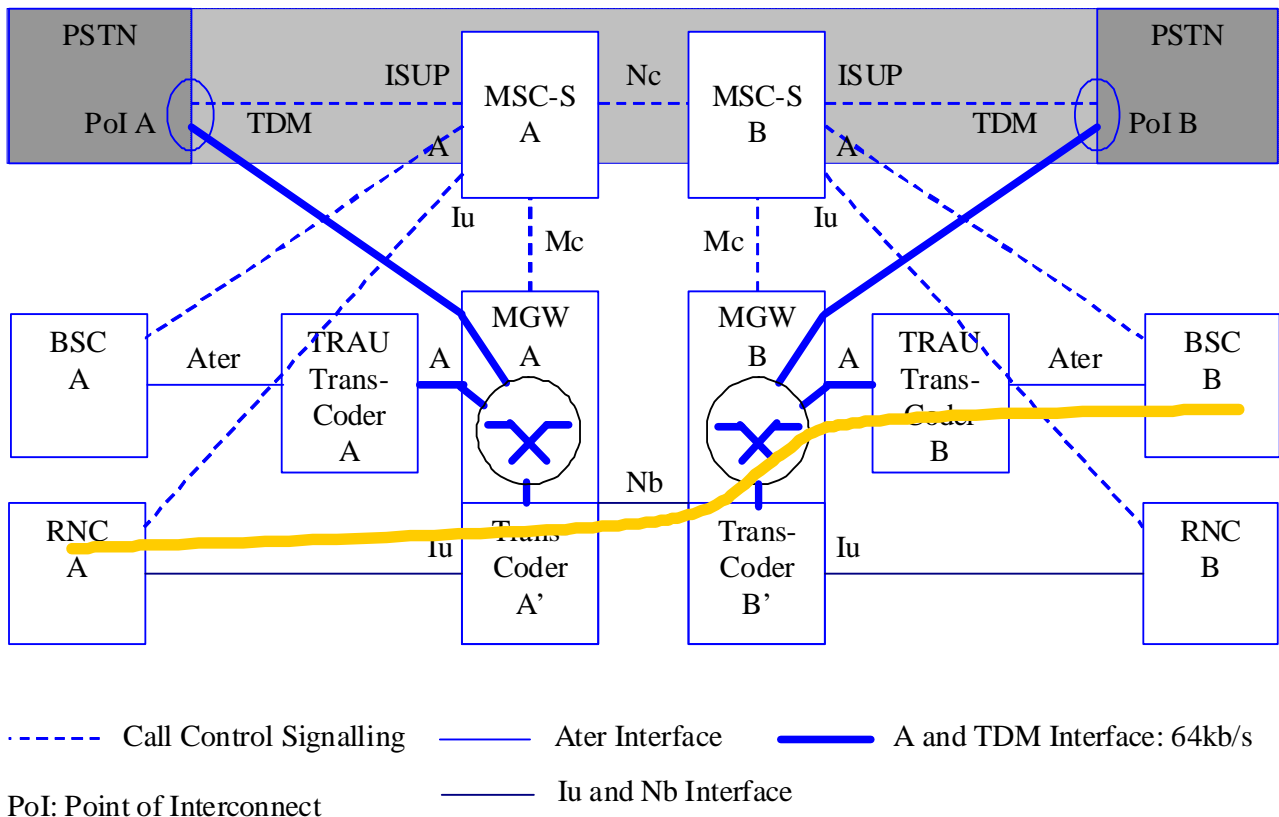 PSTN
PSTN
ISUP
Nc
ISUP
MSC-S
A
MSC-S
B
PoI A
TDM
TDM
PoI B
A
A
Iu
Iu
Mc
Mc
BSC
A
Ater
TRAU
Trans-
Coder
A
A
MGW
A
MGW
B
A
TRAU
Trans-
Coder
B
Ater
BSC
B
Nb
RNC
A
Iu
Trans-
Coder
A’
Trans-
Coder
B’
Iu
RNC
B
Call Control Signalling
Ater Interface
A and TDM Interface: 64kb/s
PoI: Point of Interconnect
Iu and Nb Interface